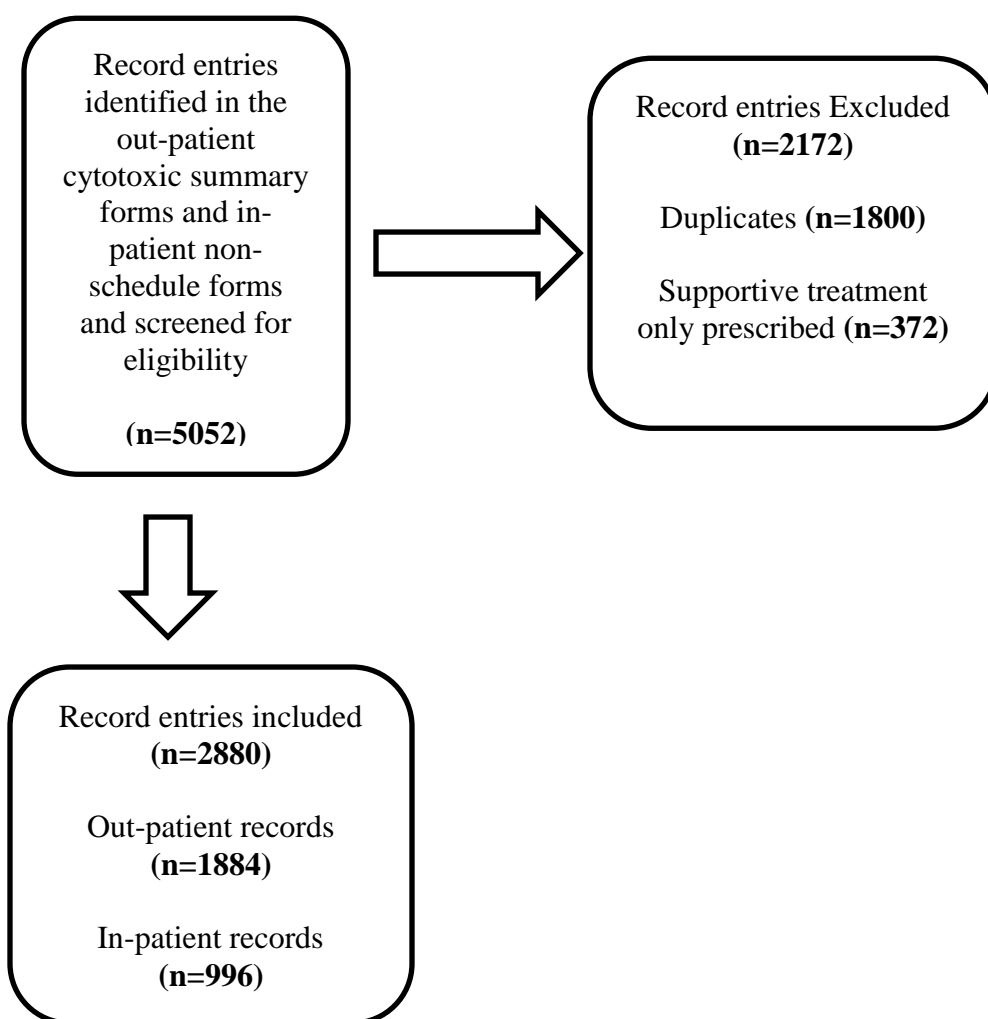 Record entries
identified in the
out-patient
cytotoxic summary
forms and in-
patient non-
schedule forms
and screened for
eligibility
(n=5052)
Record entries Excluded
(n=2172)
Duplicates (n=1800)
Supportive treatment
only prescribed (n=372)
Record entries included
(n=2880)
Out-patient records
(n=1884)
In-patient records
(n=996)